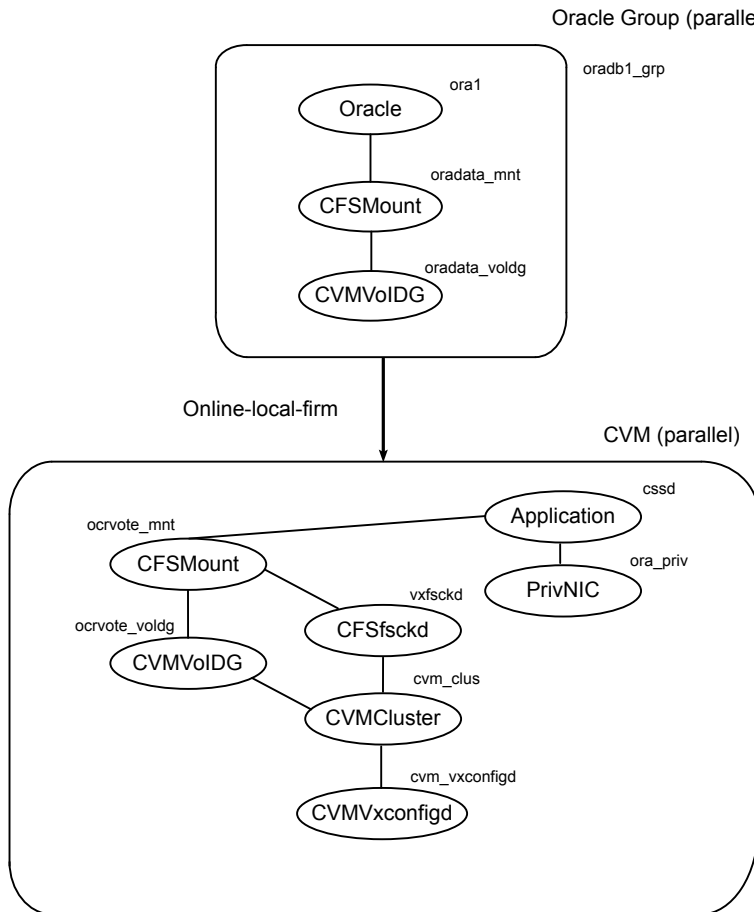 Oracle Group (paralle
oradb1_grp
ora1
Oracle
oradata_mnt
CFSMount
oradata_voldg
CVMVolDG
Online-local-firm
CVM (parallel)
cssd
Application
ocrvote_mnt
CFSMount
ora_priv
PrivNIC
vxfsckd
CFSfsckd
ocrvote_voldg
CVMVolDG
cvm_clus
CVMCluster
cvm_vxconfigd
CVMVxconfigd